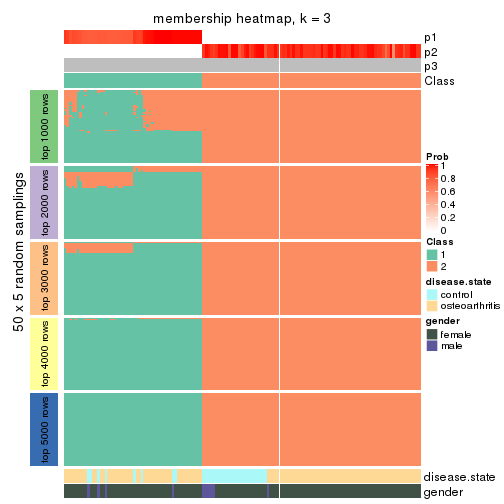 membership heatmap, k = 3
p1
p2
p3
Class
50 x 5 random samplings
top 1000 rows
top 2000 rows
top 3000 rows
top 4000 rows
top 5000 rows
Prob
1
0.8
0.6
0.4
0.2
0
Class
1
2
disease.state
control
osteoarthritis
gender
female
male
disease.state
gender